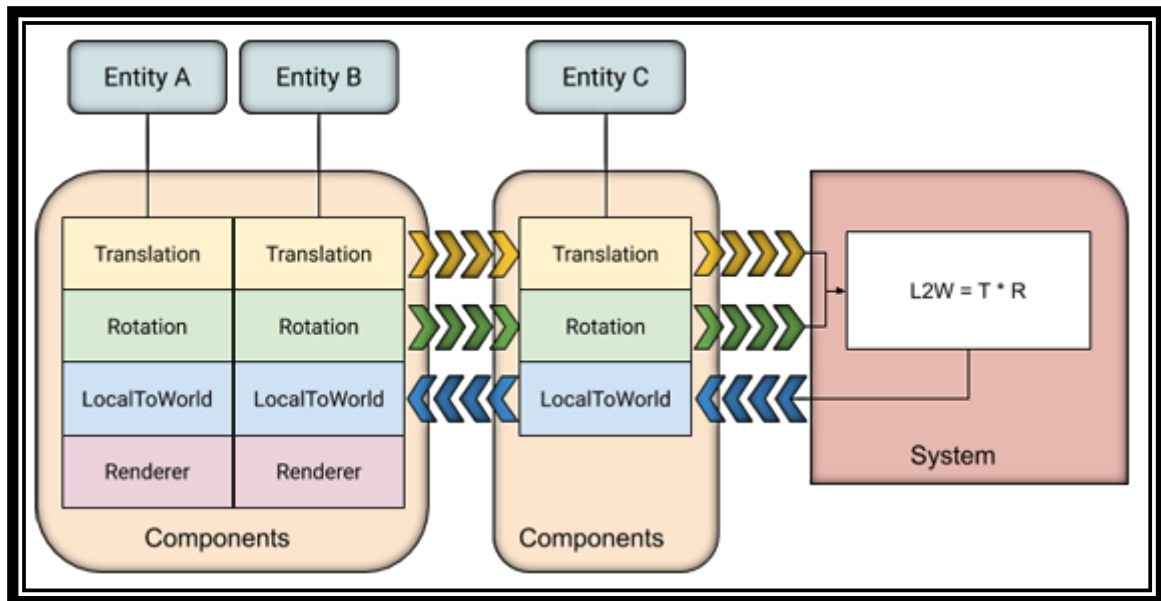 Entity A
Entity B
Entity C
Translation
Translation
Translation
Rotation
Rotation
Rotation
LocalToWorld
LocalToWorld
LocalToWorld
Renderer
Renderer
Components
Components
L2W = T * R
System